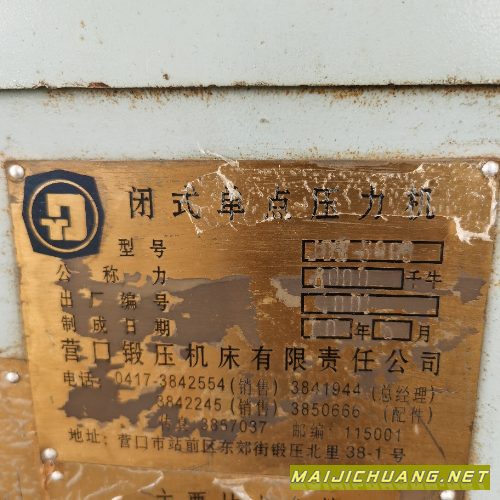 闭式单点压力机
型号
公称力 8000 千牛
出厂编号
制成日期 年 月
营口锻压机床有限责任公司
电话：0417-3842554（销售）3841944（总经理）
3842245（销售）3850666（配件）
传真：3857037 邮编：115001
地址：营口市站前区东郊街锻压北里38-1号
MAIJICHUANG.NET